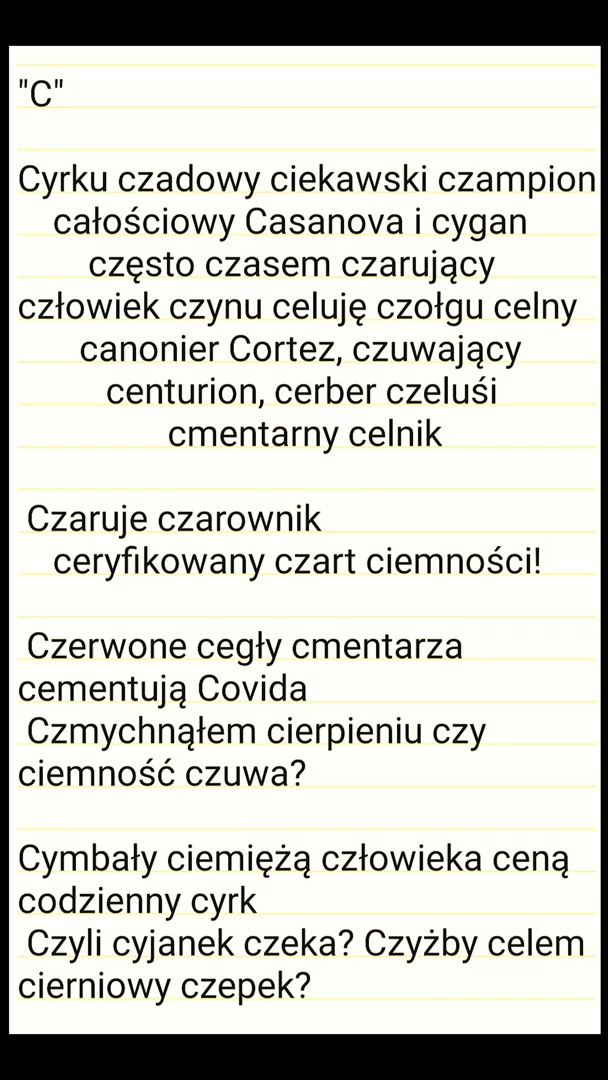 "C"
Cyrku czadowy ciekawski czampion
całościowy Casanova i cygan
często czasem czarujący
człowiek czynu celuję czołgu celny
canonier Cortez, czuwający
centurion, cerber czeluśi
cmentarny celnik
Czaruje czarownik
ceryfikowany czart ciemności!
Czerwone cegły cmentarza
cementują Covida
Czmychnąłem cierpieniu czy
ciemność czuwa?
Cymbały ciemiężą człowieka ceną
codzienny cyrk
Czyli cyjanek czeka? Czyżby celem
cierniowy czepek?